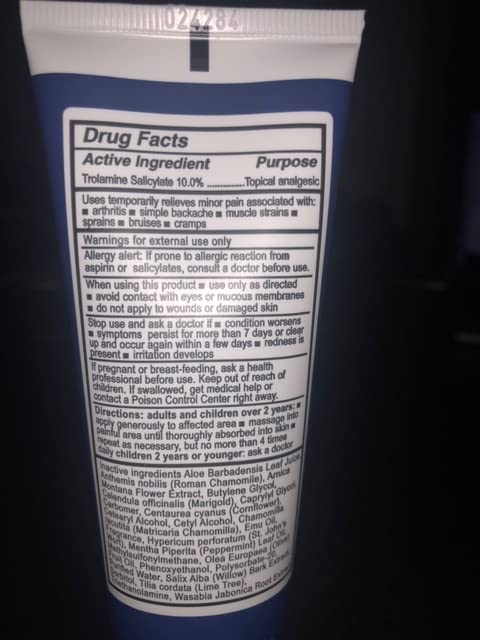 024284
Drug Facts
Active Ingredient Purpose
Trolamine Salicylate 10.0% ..............Topical analgesic
Uses temporarily relieves minor pain associated with:
■ arthritis ■ simple backache ■ muscle strains ■
sprains ■ bruises ■ cramps
Warnings for external use only
Allergy alert: If prone to allergic reaction from
aspirin or salicylates, consult a doctor before use.
When using this product ■ use only as directed
■ avoid contact with eyes or mucous membranes
■ do not apply to wounds or damaged skin
Stop use and ask a doctor if ■ condition worsens
■ symptoms persist for more than 7 days or clear
up and occur again within a few days ■ redness is
present ■ irritation develops
If pregnant or breast-feeding, ask a health
professional before use. Keep out of reach of
children. If swallowed, get medical help or
contact a Poison Control Center right away.
Directions: adults and children over 2 years: ■
apply generously to affected area ■ massage into
painful area until thoroughly absorbed into skin ■
repeat as necessary, but no more than 4 times
daily children 2 years or younger: ask a doctor
Inactive ingredients Aloe Barbadensis Leaf Juice,
Anthemis nobilis (Roman Chamomile), Arnica
Montana Flower Extract, Butylene Glycol,
Calendula officinalis (Marigold), Caprylyl Glycol,
Carbomer, Centaurea cyanus (Cornflower),
Cetearyl Alcohol, Cetyl Alcohol, Chamomilla
recutita (Matricaria Chamomilla), Emu Oil,
Fragrance, Hypericum perforatum (St. John's
Wort), Mentha Piperita (Peppermint) Leaf Oil,
Methylsulfonylmethane, Olea Europaea (Olive)
Fruit Oil, Phenoxyethanol, Polysorbate-20,
Purified Water, Salix Alba (Willow) Bark Extract,
Sorbitol, Tilia cordata (Lime Tree),
Triethanolamine, Wasabia Jabonica Root Extract